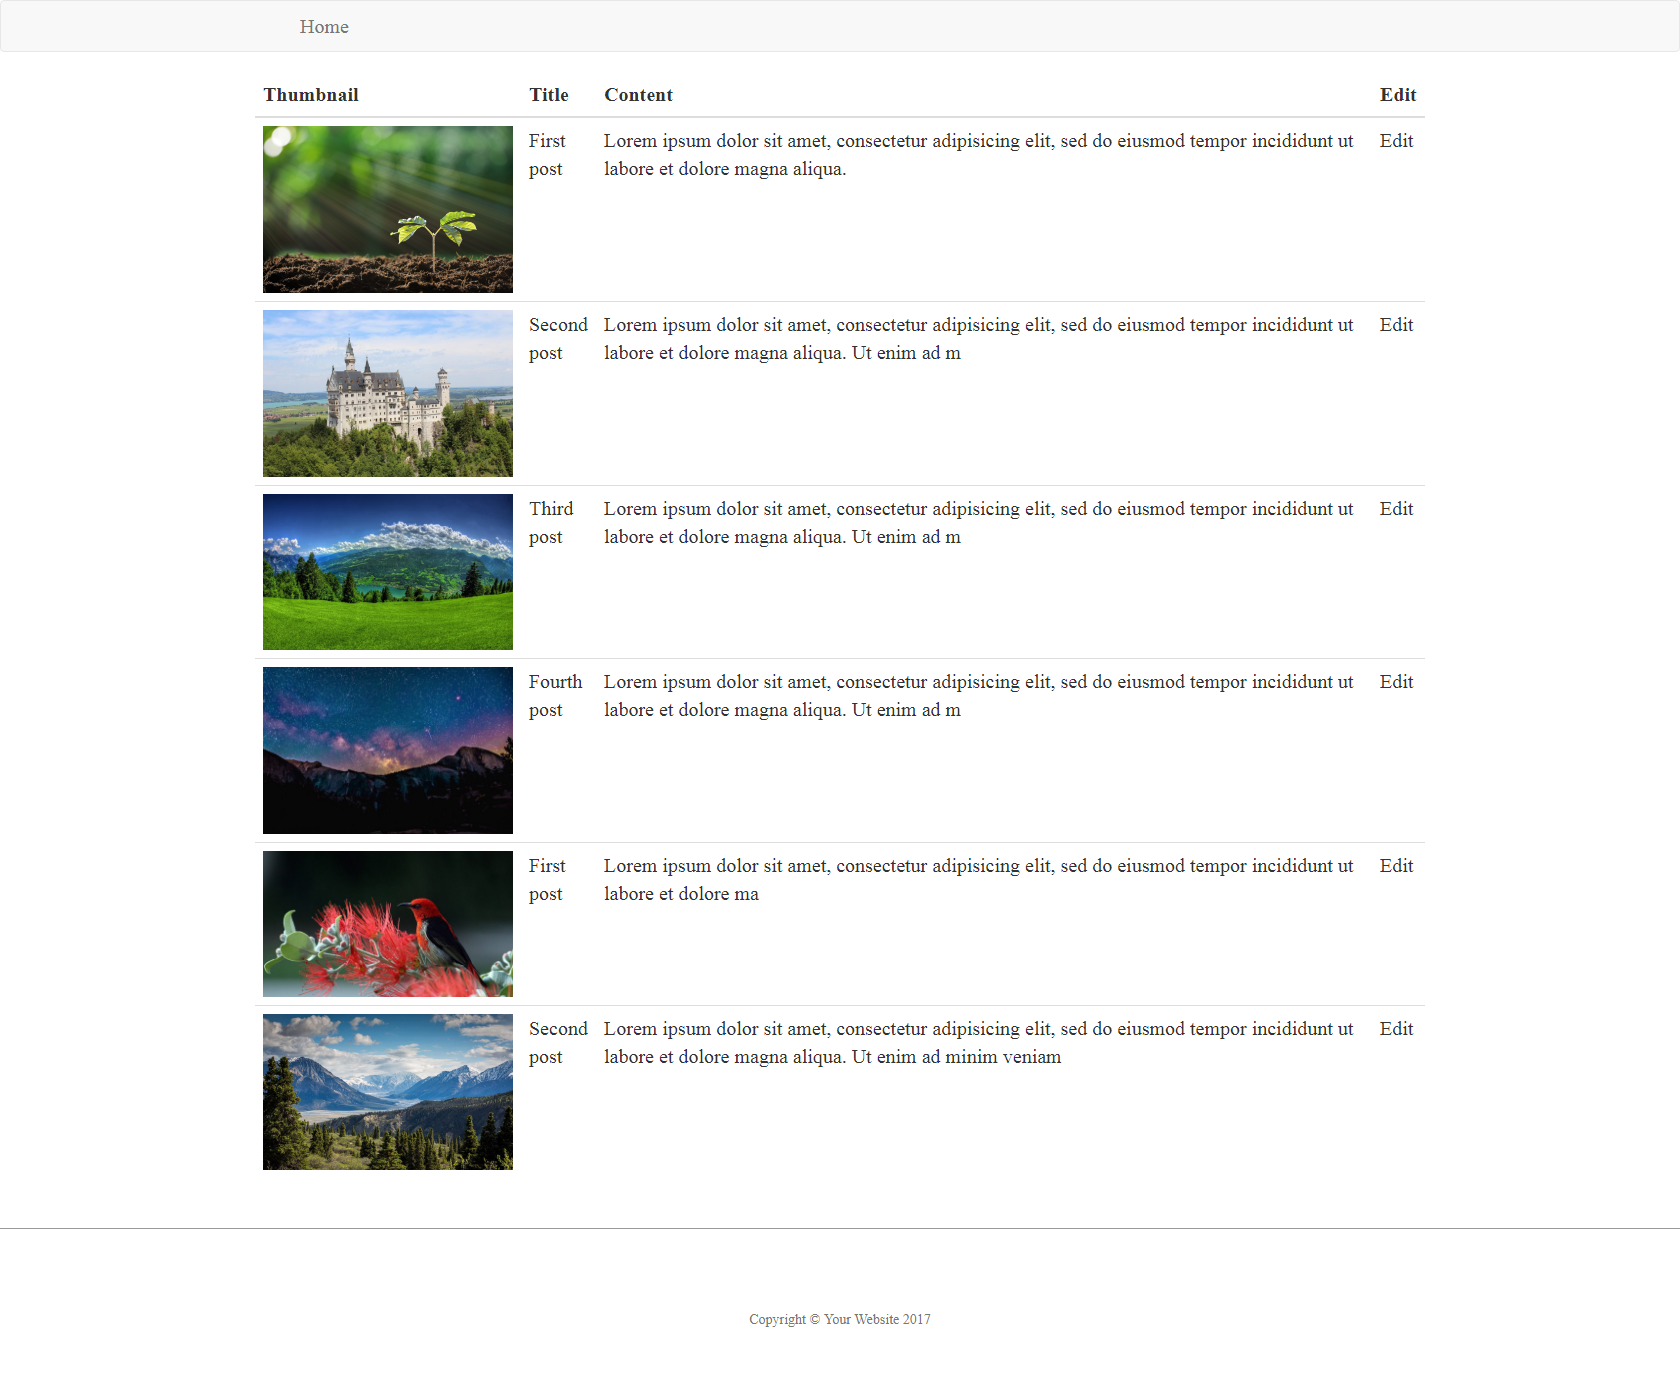 Home
Thumbnail Title Content Edit
First post Lorem ipsum dolor sit amet, consectetur adipisicing elit, sed do eiusmod tempor incididunt ut Edit
labore et dolore magna aliqua.
Second post Lorem ipsum dolor sit amet, consectetur adipisicing elit, sed do eiusmod tempor incididunt ut Edit
labore et dolore magna aliqua. Ut enim ad m
Third post Lorem ipsum dolor sit amet, consectetur adipisicing elit, sed do eiusmod tempor incididunt ut Edit
labore et dolore magna aliqua. Ut enim ad m
Fourth post Lorem ipsum dolor sit amet, consectetur adipisicing elit, sed do eiusmod tempor incididunt ut Edit
labore et dolore magna aliqua. Ut enim ad m
First post Lorem ipsum dolor sit amet, consectetur adipisicing elit, sed do eiusmod tempor incididunt ut Edit
labore et dolore ma
Second post Lorem ipsum dolor sit amet, consectetur adipisicing elit, sed do eiusmod tempor incididunt ut Edit
labore et dolore magna aliqua. Ut enim ad minim veniam
Copyright © Your Website 2017